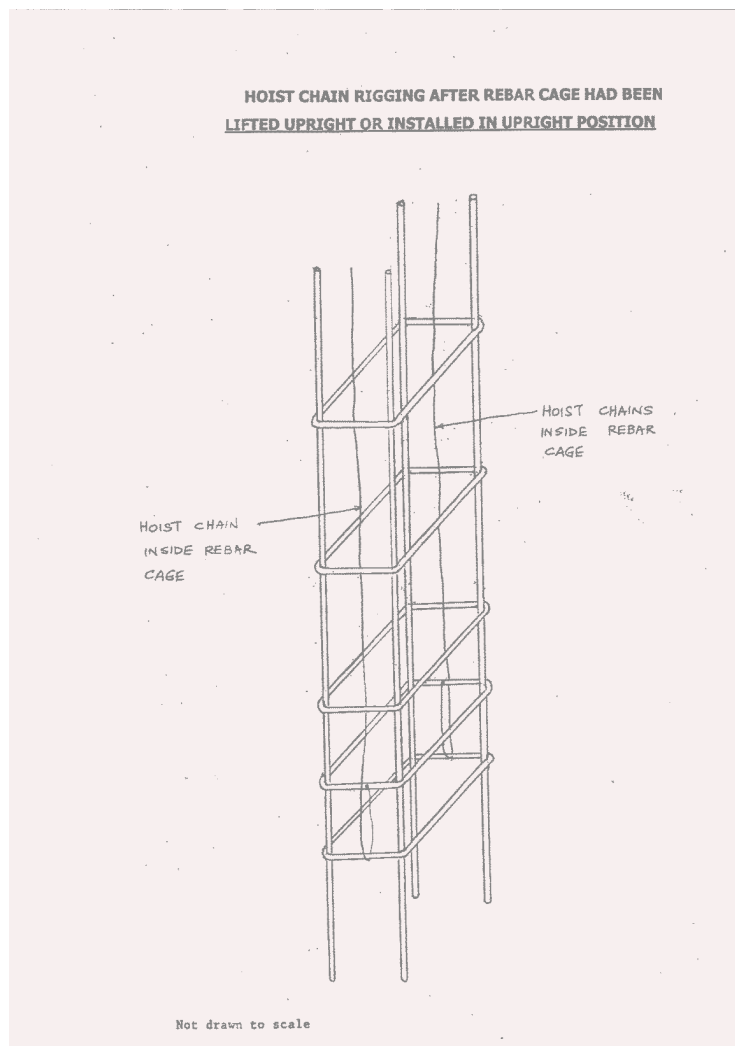 HOIST CHAIN RIGGING AFTER REBAR CAGE HAD BEEN
LIFTED UPRIGHT OR INSTALLED IN UPRIGHT POSITION
HOIST CHAINS
INSIDE REBAR
CAGE
HOIST CHAIN
INSIDE REBAR
CAGE
Not drawn to scale